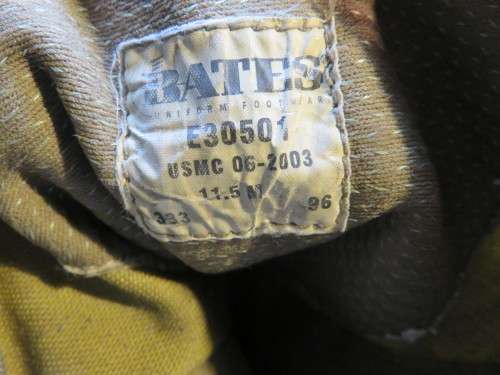 BATES
UNIFORM FOOTWEAR
E30501
USMC 06-2003
11.5 M
333 96